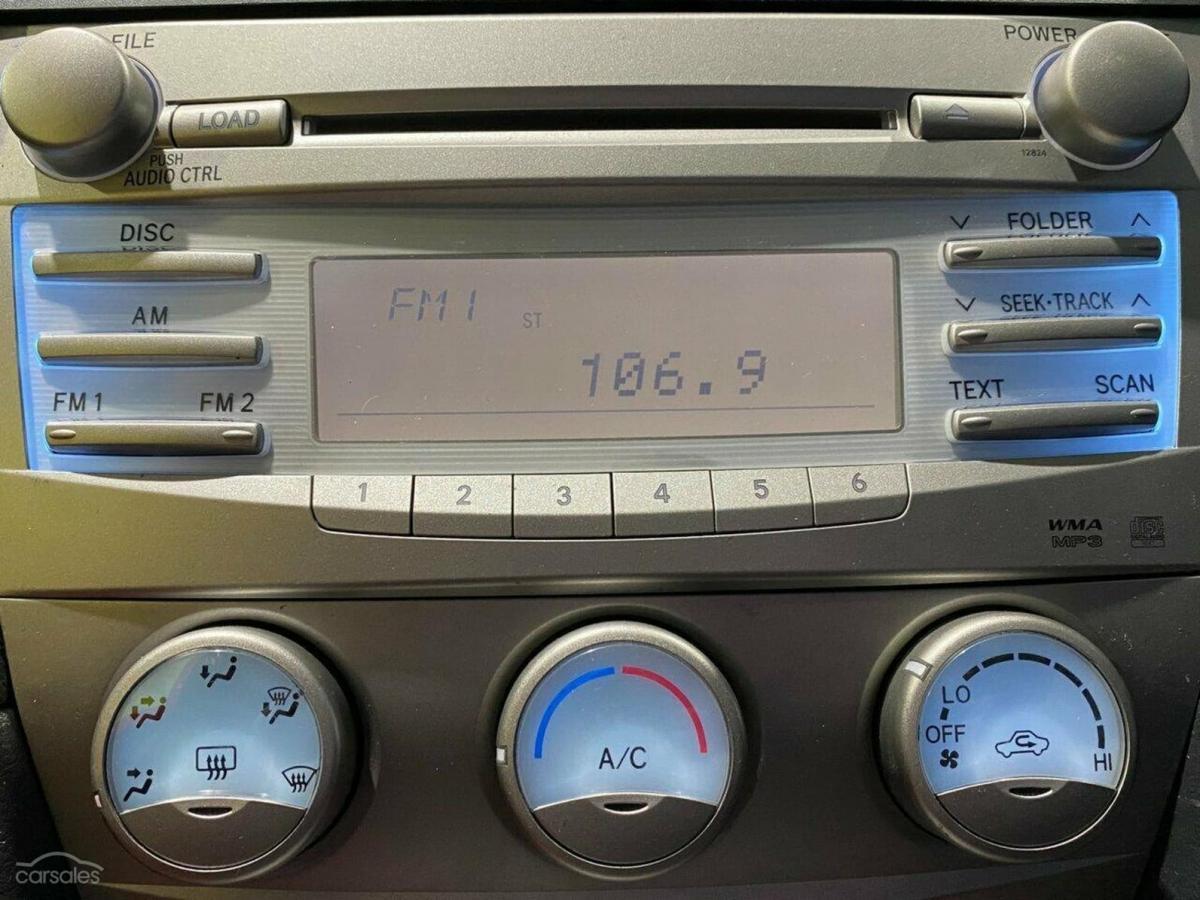 FILE
POWER
LOAD
PUSH
AUDIO CTRL
12824
DISC
FOLDER
AM
SEEK•TRACK
FM 1
FM 2
TEXT
SCAN
FM1
ST
106.9
1 2 3 4 5 6
WMA
MP3
disc
A/C
LO
OFF
HI
carsales